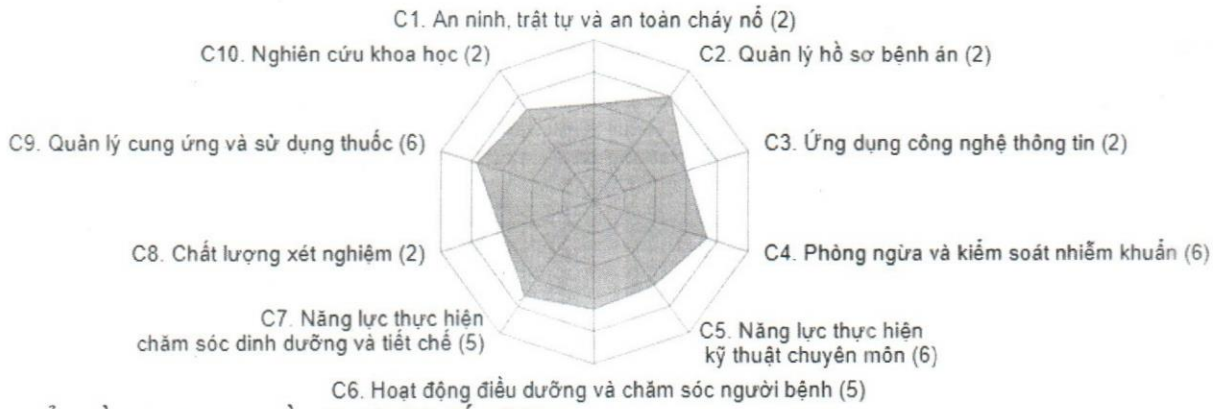 C1. An ninh, trật tự và an toàn cháy nổ (2)
C10. Nghiên cứu khoa học (2)
C2. Quản lý hồ sơ bệnh án (2)
C9. Quản lý cung ứng và sử dụng thuốc (6)
C3. Ứng dụng công nghệ thông tin (2)
C8. Chất lượng xét nghiệm (2)
C4. Phòng ngừa và kiểm soát nhiễm khuẩn (6)
C7. Năng lực thực hiện
chăm sóc dinh dưỡng và tiết chế (5)
C5. Năng lực thực hiện
kỹ thuật chuyên môn (6)
C6. Hoạt động điều dưỡng và chăm sóc người bệnh (5)